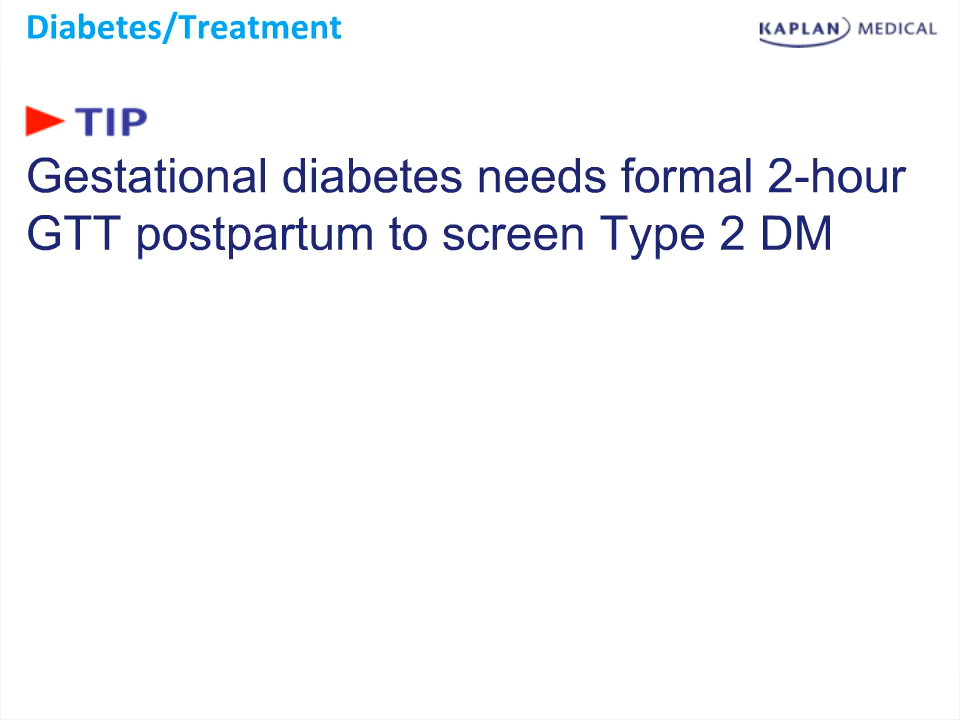 Diabetes/Treatment
KAPLAN MEDICAL
TIP
Gestational diabetes needs formal 2-hour
GTT postpartum to screen Type 2 DM